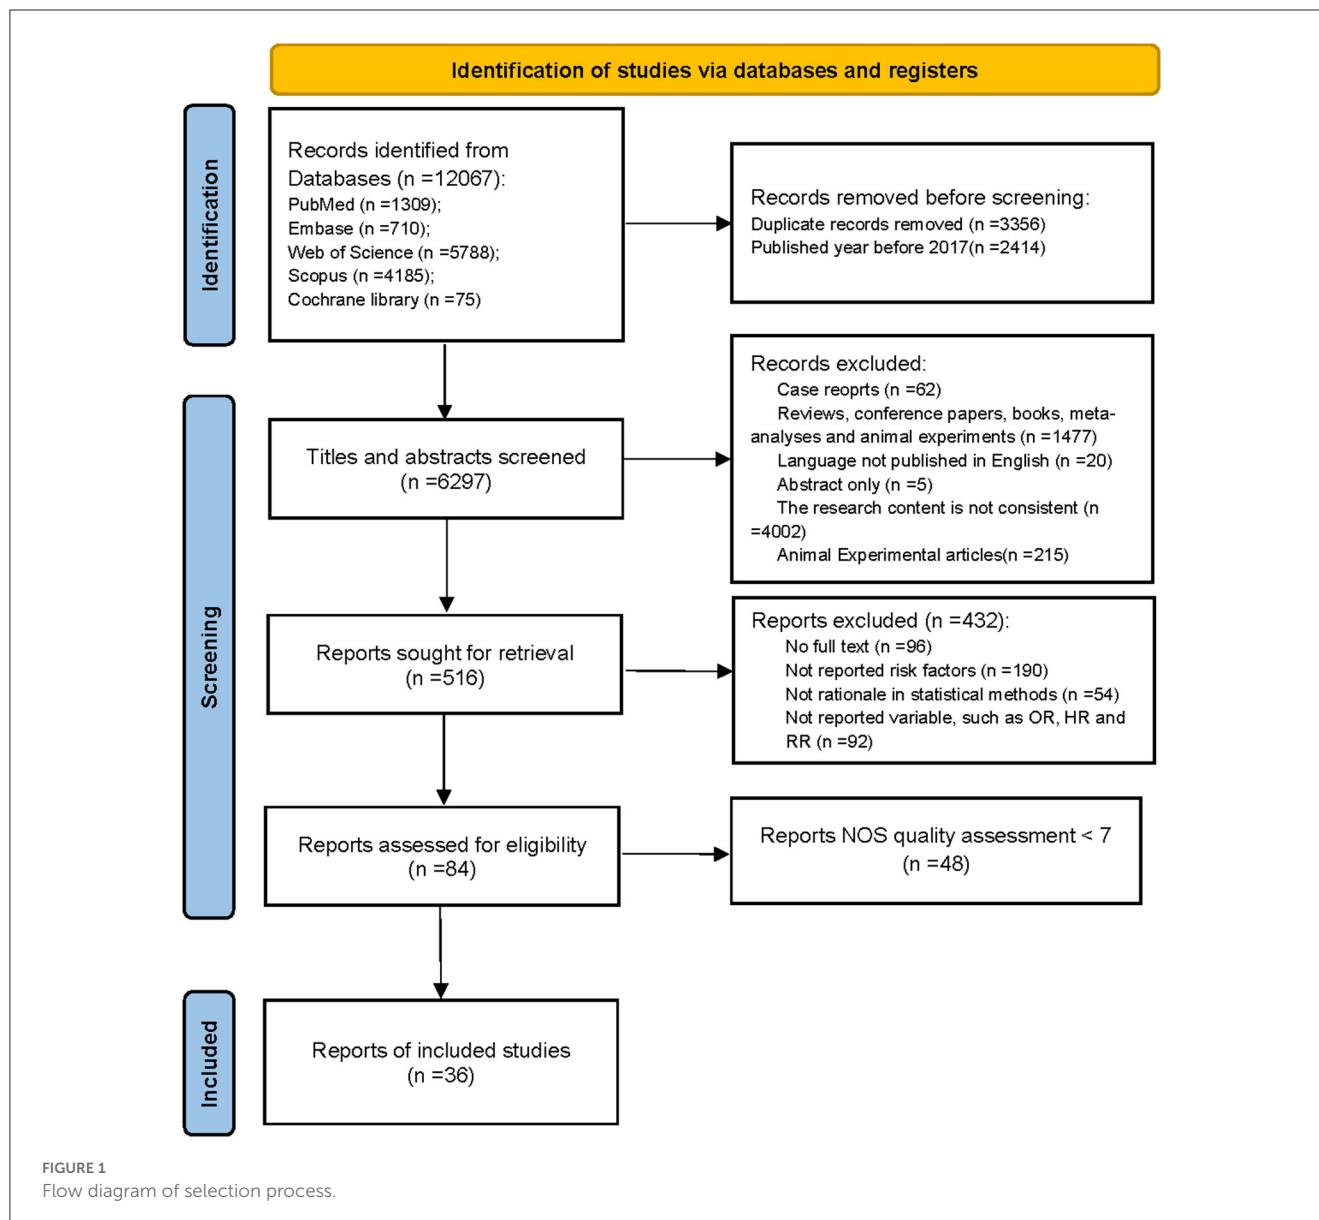 Identification of studies via databases and registers
Identification
Records identified from
Databases (n =12067):
PubMed (n =1309);
Embase (n =710);
Web of Science (n =5788);
Scopus (n =4185);
Cochrane library (n =75)
Records removed before screening:
Duplicate records removed (n =3356)
Published year before 2017(n =2414)
Screening
Titles and abstracts screened
(n =6297)
Records excluded:
Case reoprts (n =62)
Reviews, conference papers, books, meta-
analyses and animal experiments (n =1477)
Language not published in English (n =20)
Abstract only (n =5)
The research content is not consistent (n
=4002)
Animal Experimental articles(n =215)
Reports sought for retrieval
(n =516)
Reports excluded (n =432):
No full text (n =96)
Not reported risk factors (n =190)
Not rationale in statistical methods (n =54)
Not reported variable, such as OR, HR and
RR (n =92)
Reports assessed for eligibility
(n =84)
Reports NOS quality assessment < 7
(n =48)
Included
Reports of included studies
(n =36)
FIGURE 1
Flow diagram of selection process.